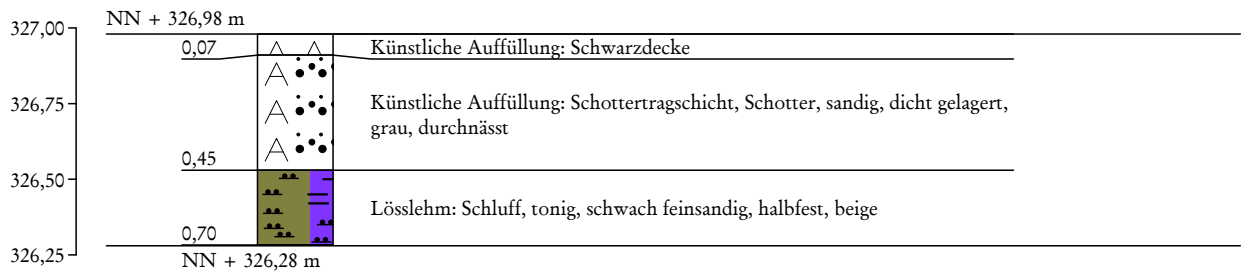 NN + 326,98 m
327,00
0,07
Künstliche Auffüllung: Schwarzdecke
326,75
Künstliche Auffüllung: Schottertragschicht, Schotter, sandig, dicht gelagert,
grau, durchnässt
0,45
326,50
Lösslehm: Schluff, tonig, schwach feinsandig, halbfest, beige
0,70
326,25
NN + 326,28 m